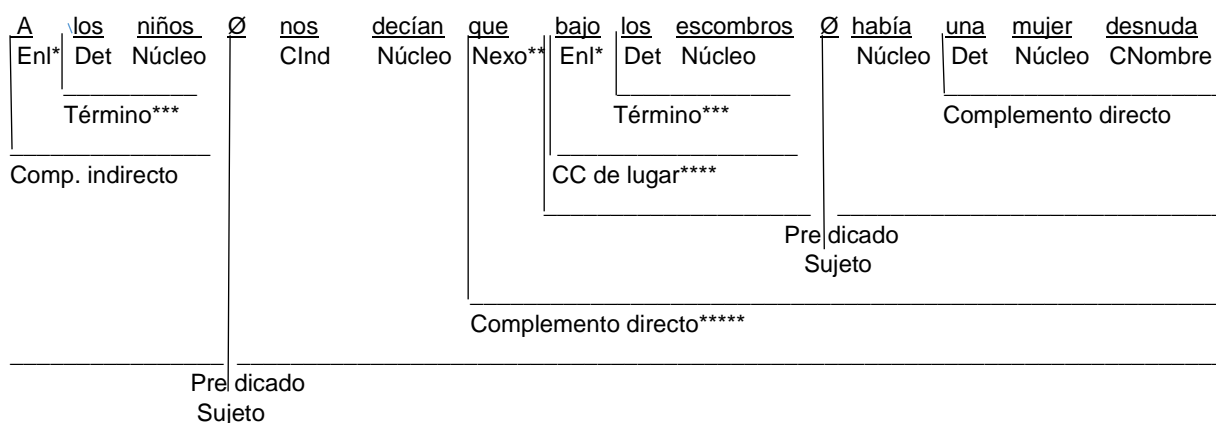 A los niños Ø nos decían que bajo los escombros Ø había una mujer desnuda
Enl* Det Núcleo CInd Núcleo Nexo** Enl* Det Núcleo Núcleo Det Núcleo CNombre
Término*** Término*** Complemento directo
Comp. indirecto CC de lugar****
Predicado
Sujeto
Complemento directo*****
Predicado
Sujeto